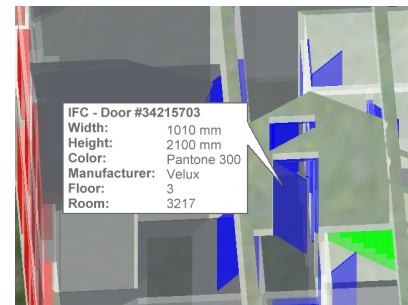 IFC - Door #34215703
Width: 1010 mm
Height: 2100 mm
Color: Pantone 300
Manufacturer: Velux
Floor: 3
Room: 3217